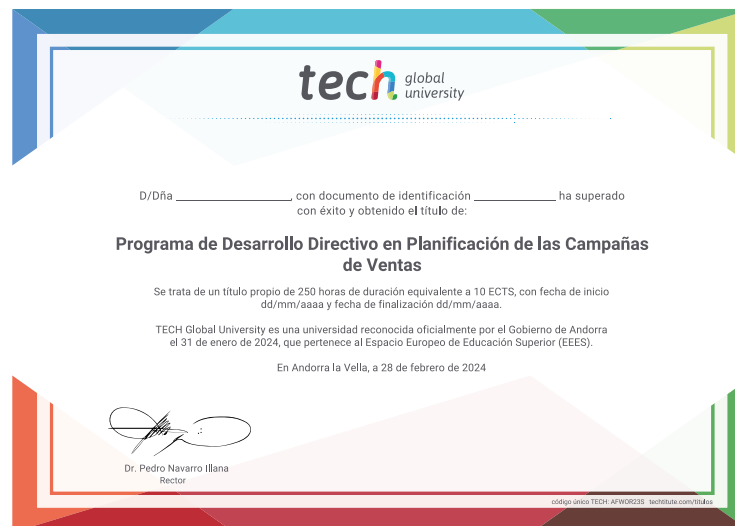 tech global university
D/Dña ____________________, con documento de identificación ______________ ha superado
con éxito y obtenido el título de:
Programa de Desarrollo Directivo en Planificación de las Campañas
de Ventas
Se trata de un título propio de 250 horas de duración equivalente a 10 ECTS, con fecha de inicio
dd/mm/aaaa y fecha de finalización dd/mm/aaaa.
TECH Global University es una universidad reconocida oficialmente por el Gobierno de Andorra
el 31 de enero de 2024, que pertenece al Espacio Europeo de Educación Superior (EEES).
En Andorra la Vella, a 28 de febrero de 2024
Dr. Pedro Navarro Illana
Rector
código único TECH: AFWOR23S techtitute.com/titulos